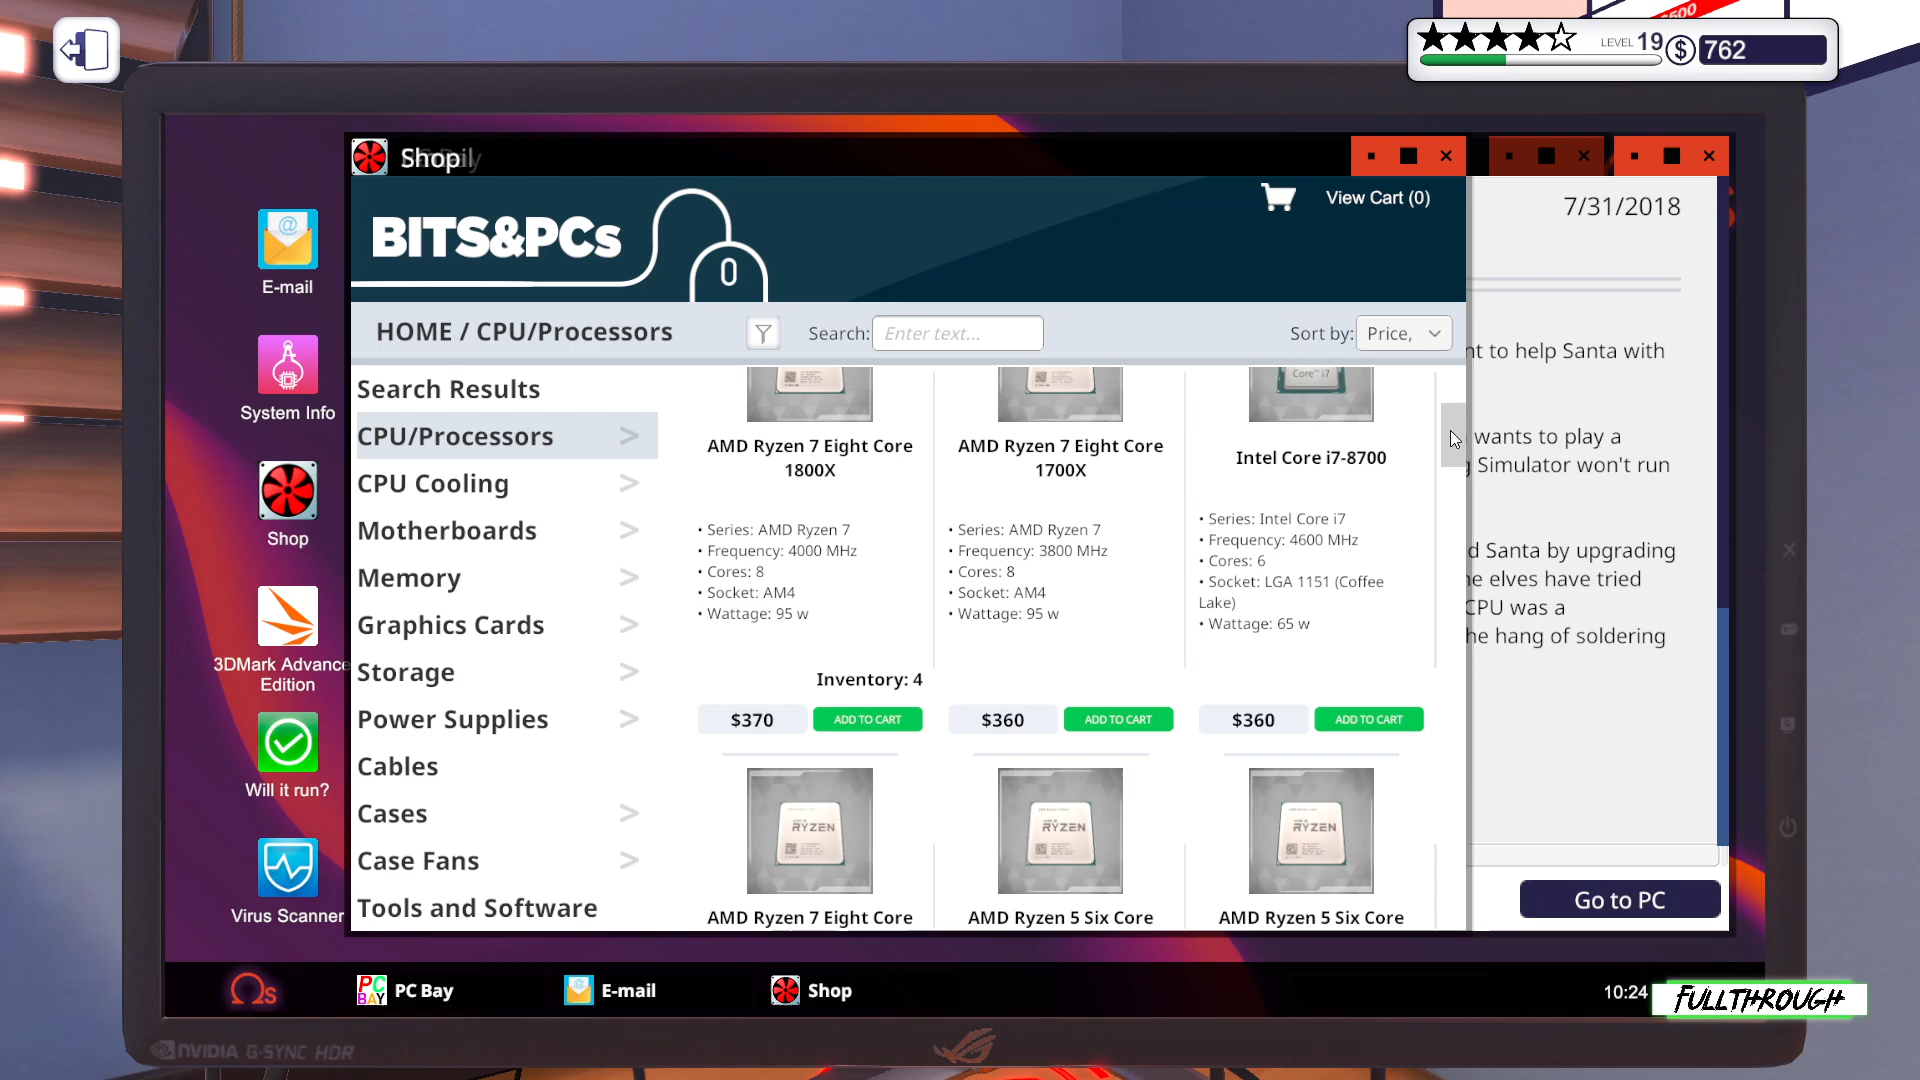 $500
LEVEL 19
$ 762
Shop
View Cart (0)
BITS&PCs
7/31/2018
HOME / CPU/Processors
Search:
Enter text...
Sort by:
Price,
nt to help Santa with
wants to play a
g Simulator won't run
d Santa by upgrading
he elves have tried
CPU was a
he hang of soldering
Go to PC
E-mail
System Info
Shop
3DMark Advance
Edition
Will it run?
Virus Scanner
Search Results
CPU/Processors >
CPU Cooling >
Motherboards >
Memory >
Graphics Cards >
Storage >
Power Supplies >
Cables
Cases >
Case Fans >
Tools and Software
AMD Ryzen 7 Eight Core
1800X
• Series: AMD Ryzen 7
• Frequency: 4000 MHz
• Cores: 8
• Socket: AM4
• Wattage: 95 w
Inventory: 4
$370
ADD TO CART
AMD Ryzen 7 Eight Core
1700X
• Series: AMD Ryzen 7
• Frequency: 3800 MHz
• Cores: 8
• Socket: AM4
• Wattage: 95 w
$360
ADD TO CART
Core™ i7
Intel Core i7-8700
• Series: Intel Core i7
• Frequency: 4600 MHz
• Cores: 6
• Socket: LGA 1151 (Coffee
Lake)
• Wattage: 65 w
$360
ADD TO CART
RYZEN
AMD Ryzen 7 Eight Core
RYZEN
AMD Ryzen 5 Six Core
RYZEN
AMD Ryzen 5 Six Core
Ωs
PC BAY
PC Bay
E-mail
Shop
10:24
FULLTHROUGH
NVIDIA G-SYNC HDR